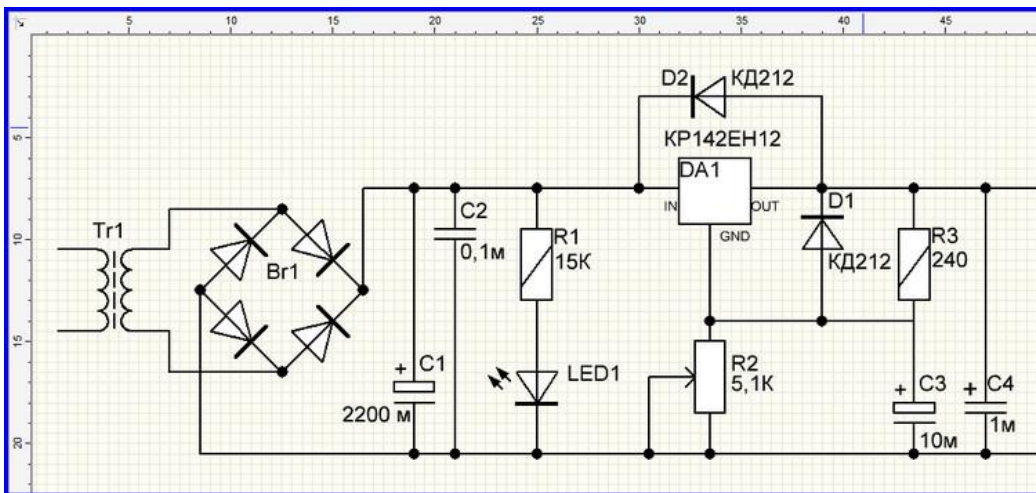 5 10 15 20 25 30 35 40 45
5
10
15
20
D2 КД212
КР142ЕН12
DA1
IN OUT
GND
D1
КД212
Tr1
Br1
C2
0,1м
R1
15К
R3
240
C1
+
2200 м
LED1
R2
5,1К
+ C3
10м
+ C4
1м